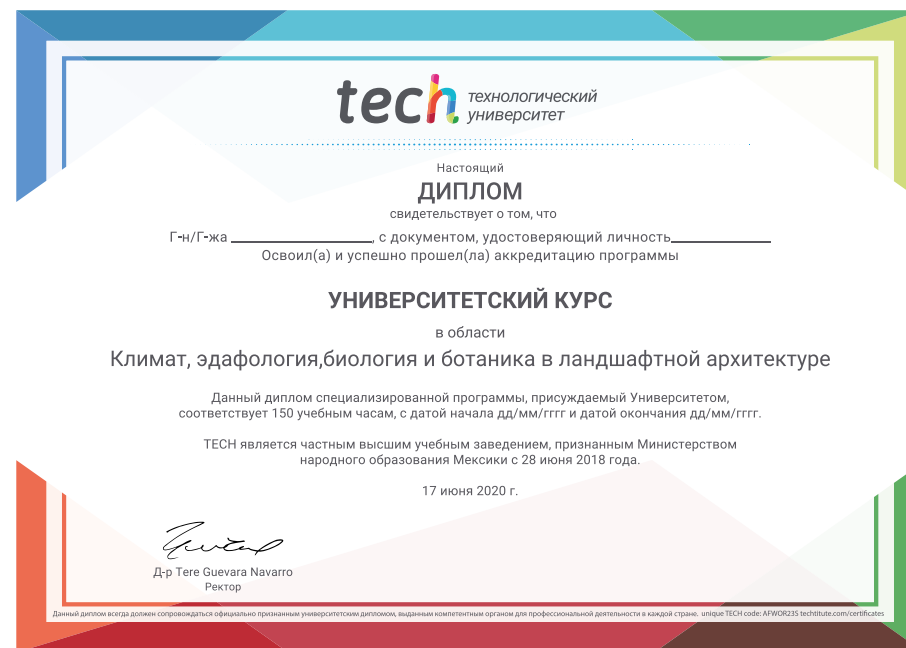 tech технологический
университет
Настоящий
ДИПЛОМ
свидетельствует о том, что
Г-н/Г-жа , с документом, удостоверяющий личность
Освоил(а) и успешно прошел(ла) аккредитацию программы
УНИВЕРСИТЕТСКИЙ КУРС
в области
Климат, эдафология,биология и ботаника в ландшафтной архитектуре
Данный диплом специализированной программы, присуждаемый Университетом,
соответствует 150 учебным часам, с датой начала дд/мм/гггг и датой окончания дд/мм/гггг.
TECH является частным высшим учебным заведением, признанным Министерством
народного образования Мексики с 28 июня 2018 года.
17 июня 2020 г.
Д-р Tere Guevara Navarro
Ректор
Данный диплом всегда должен сопровождаться официально признанным университетским дипломом, выданным компетентным органом для профессиональной деятельности в каждой стране. unique TECH code: AFWOR23S techtitute.com/certificates